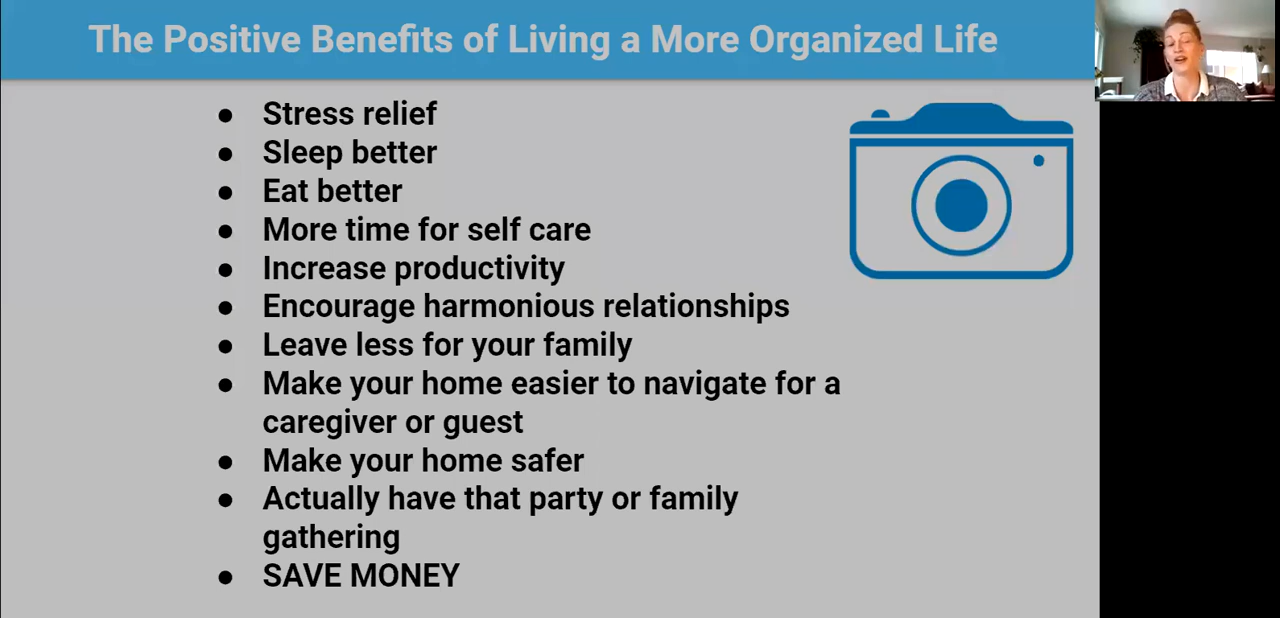 The Positive Benefits of Living a More Organized Life
● Stress relief
● Sleep better
● Eat better
● More time for self care
● Increase productivity
● Encourage harmonious relationships
● Leave less for your family
● Make your home easier to navigate for a
caregiver or guest
● Make your home safer
● Actually have that party or family
gathering
● SAVE MONEY